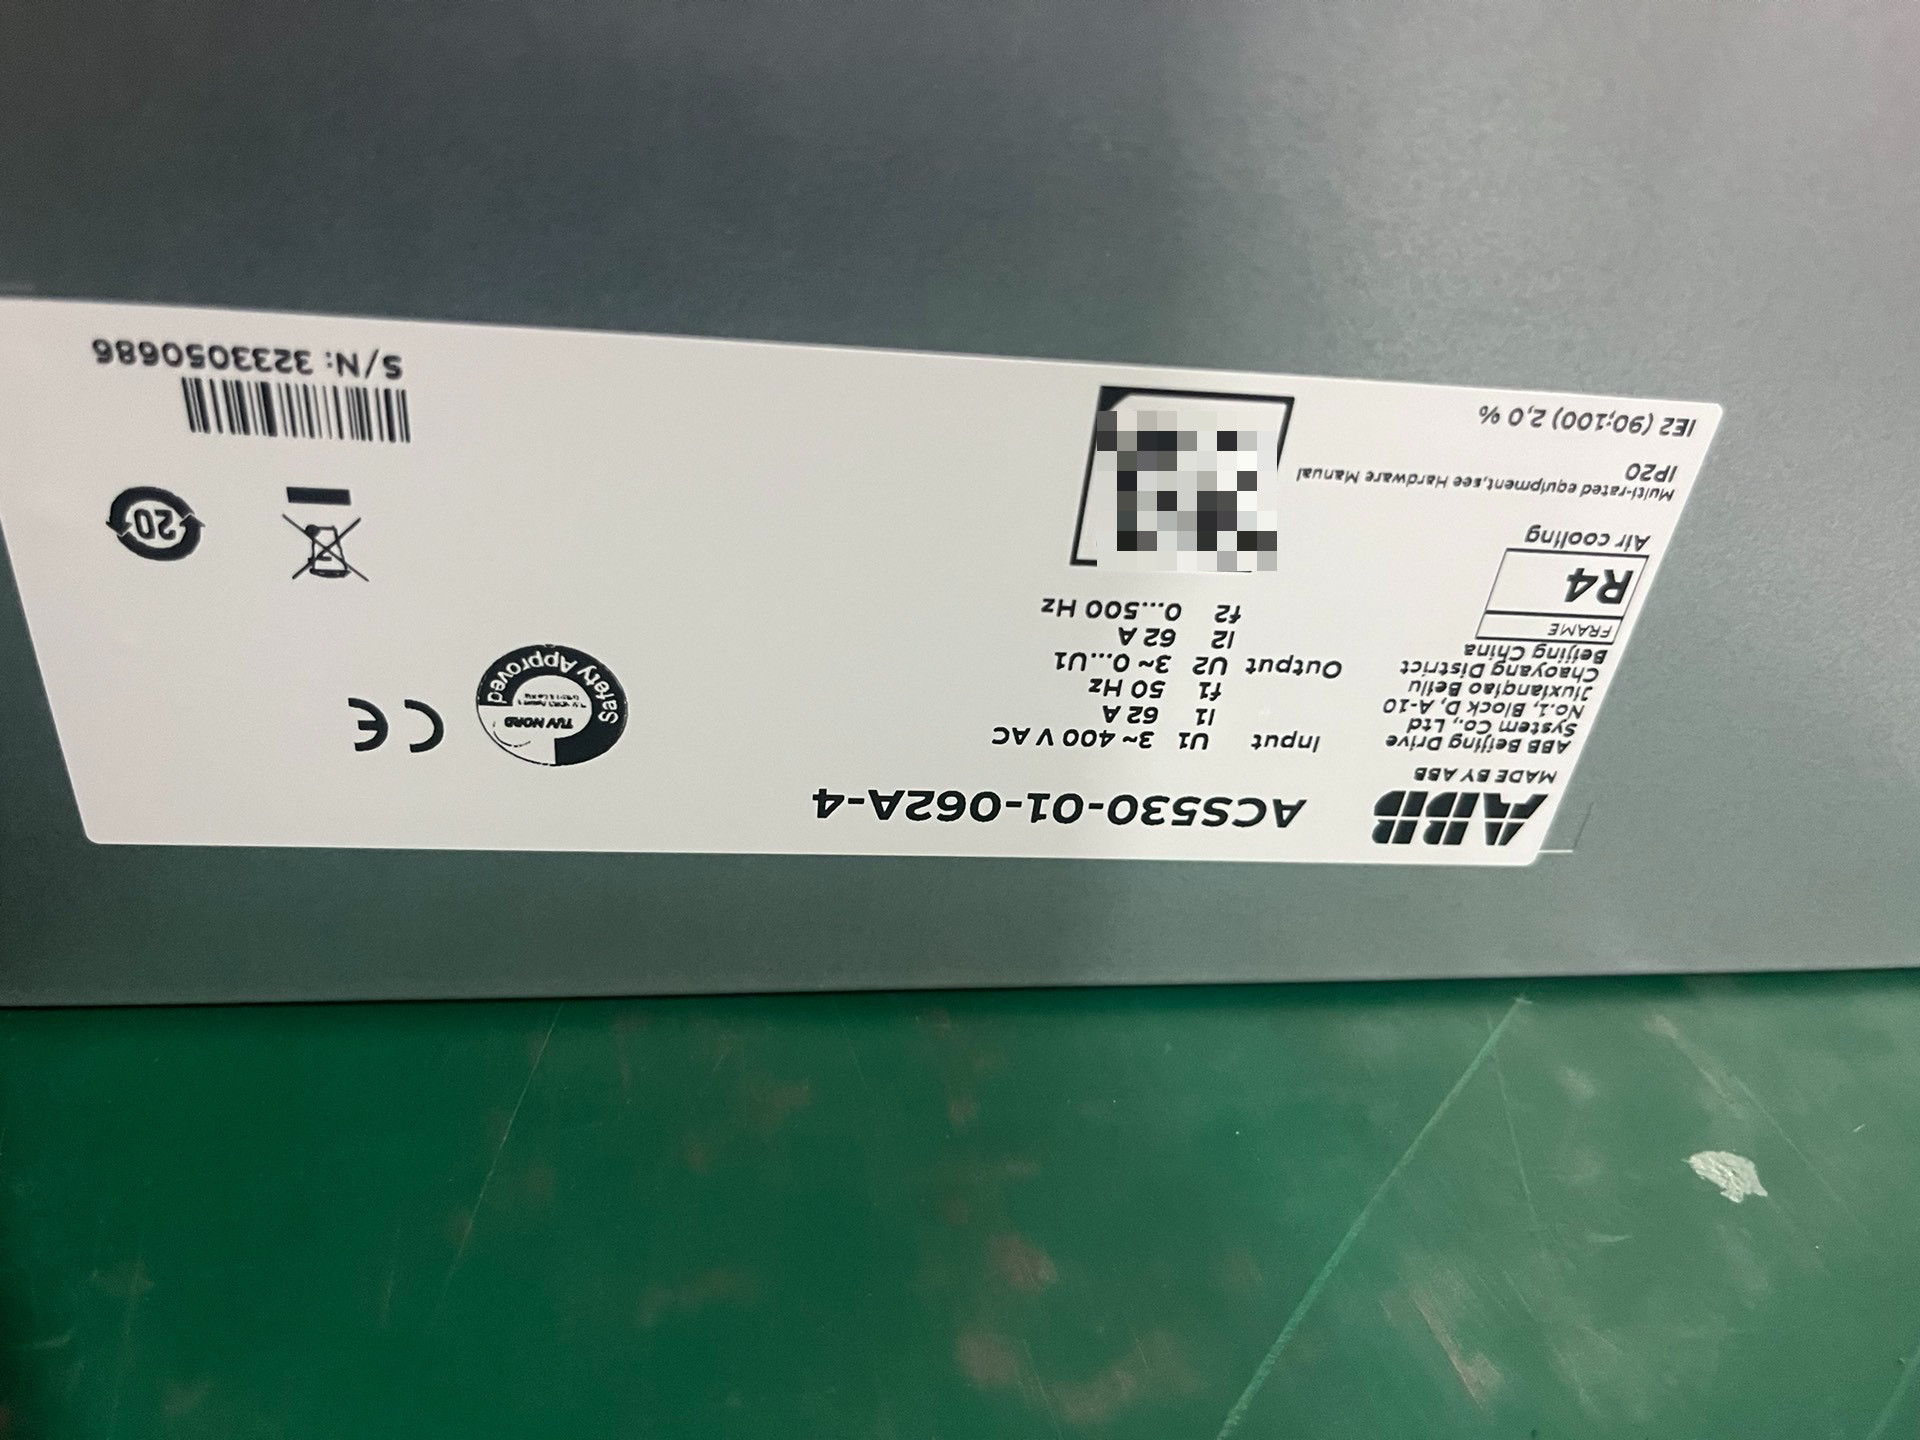 ABB
MADE BY ABB
ABB Beijing Drive
System Co., Ltd
No.1, Block D, A-10
Jiuxianqiao Beilu
Chaoyang District
Beijing China
FRAME
R4
Air cooling
Multi-rated equipment,see Hardware Manual
IP20
IE2 (90;100) 2,0 %
ACS530-01-062A-4
Input U1 3~ 400 V AC
I1 62 A
f1 50 Hz
Output U2 3~ 0...U1
I2 62 A
f2 0...500 Hz
TUV NORD
Safety Approved
CE
20
S/N: 3233050686